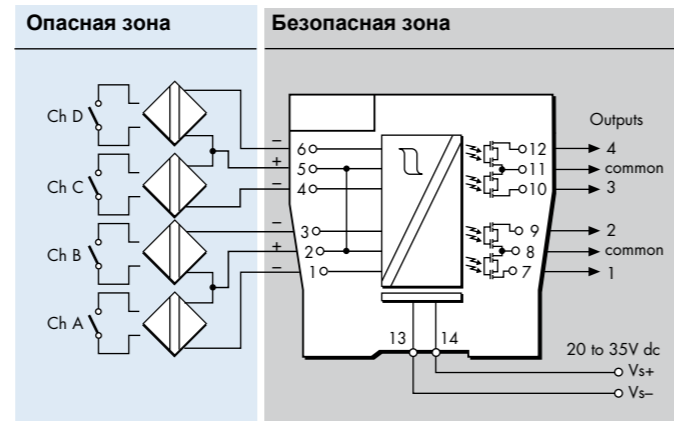 Опасная зона
Безопасная зона
Ch D
Ch C
Ch B
Ch A
–
6
+
5
–
4
–
3
+
2
–
1
Outputs
12
4
11
common
10
3
9
2
8
common
7
1
13
14
20 to 35V dc
Vs+
Vs–